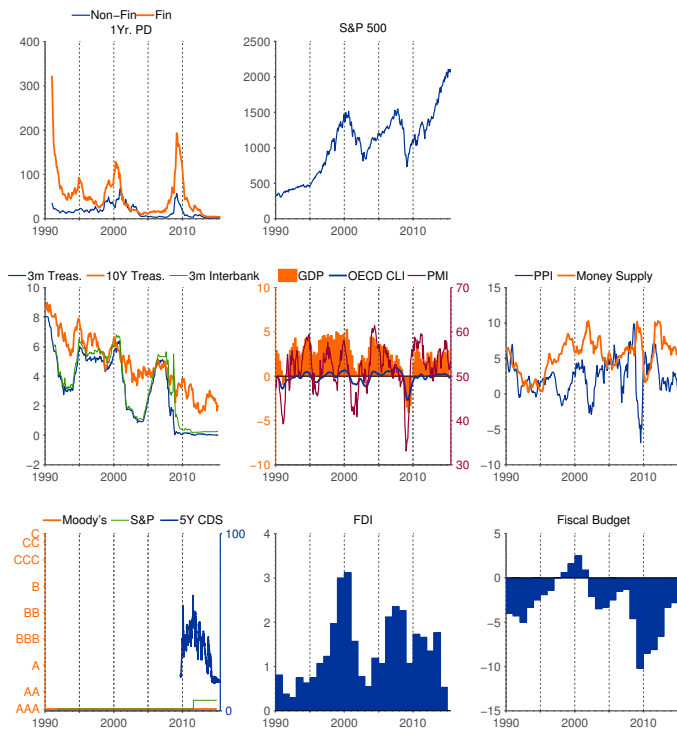 Non−Fin Fin
1Yr. PD
400
300
200
100
0
1990 2000 2010
S&P 500
2500
2000
1500
1000
500
0
1990 2000 2010
3m Treas. 10Y Treas. 3m Interbank
10
8
6
4
2
0
−2
1990 2000 2010
GDP OECD CLI PMI
10 70
5 60
0 50
−5 40
−10 30
1990 2000 2010
PPI Money Supply
15
10
5
0
−5
−10
1990 2000 2010
Moody's S&P 5Y CDS
C 100
CC
CCC
B
BB
BBB
A
AA
AAA 0
1990 2000 2010
FDI
4
3
2
1
0
1990 2000 2010
Fiscal Budget
5
0
−5
−10
−15
1990 2000 2010